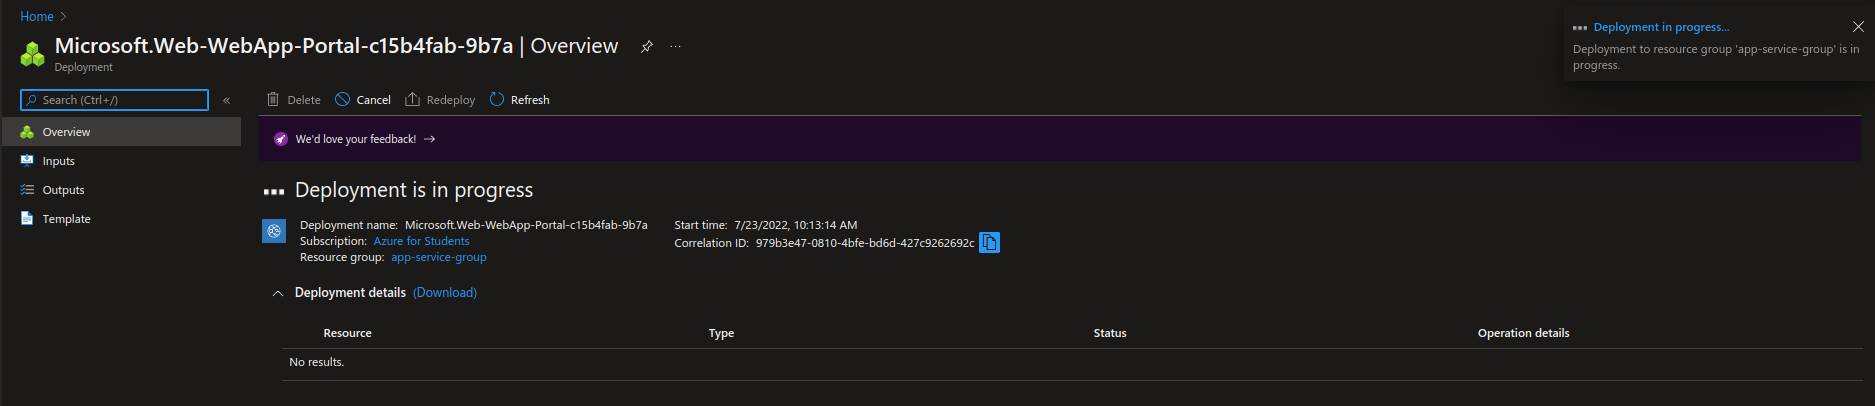 Home >
Microsoft.Web-WebApp-Portal-c15b4fab-9b7a | Overview
Deployment
Deployment in progress...
Deployment to resource group 'app-service-group' is in
progress.
Search (Ctrl+/)
«
Delete
Cancel
Redeploy
Refresh
We'd love your feedback! →
Overview
Inputs
Outputs
Template
Deployment is in progress
Deployment name: Microsoft.Web-WebApp-Portal-c15b4fab-9b7a
Subscription: Azure for Students
Resource group: app-service-group
Start time: 7/23/2022, 10:13:14 AM
Correlation ID: 979b3e47-0810-4bfe-bd6d-427c9262692c
Deployment details (Download)
Resource Type Status Operation details
No results.